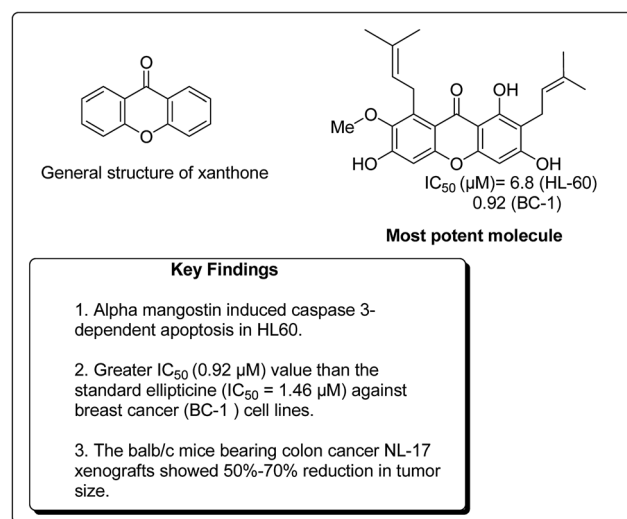 O
O
General structure of xanthone
O
OH
O
Me
HO
O
OH
IC50 (µM)= 6.8 (HL-60)
0.92 (BC-1)
Most potent molecule
Key Findings
1. Alpha mangostin induced caspase 3-
dependent apoptosis in HL60.
2. Greater IC50 (0.92 µM) value than the
standard ellipticine (IC50 = 1.46 µM) against
breast cancer (BC-1 ) cell lines.
3. The balb/c mice bearing colon cancer NL-17
xenografts showed 50%-70% reduction in tumor
size.